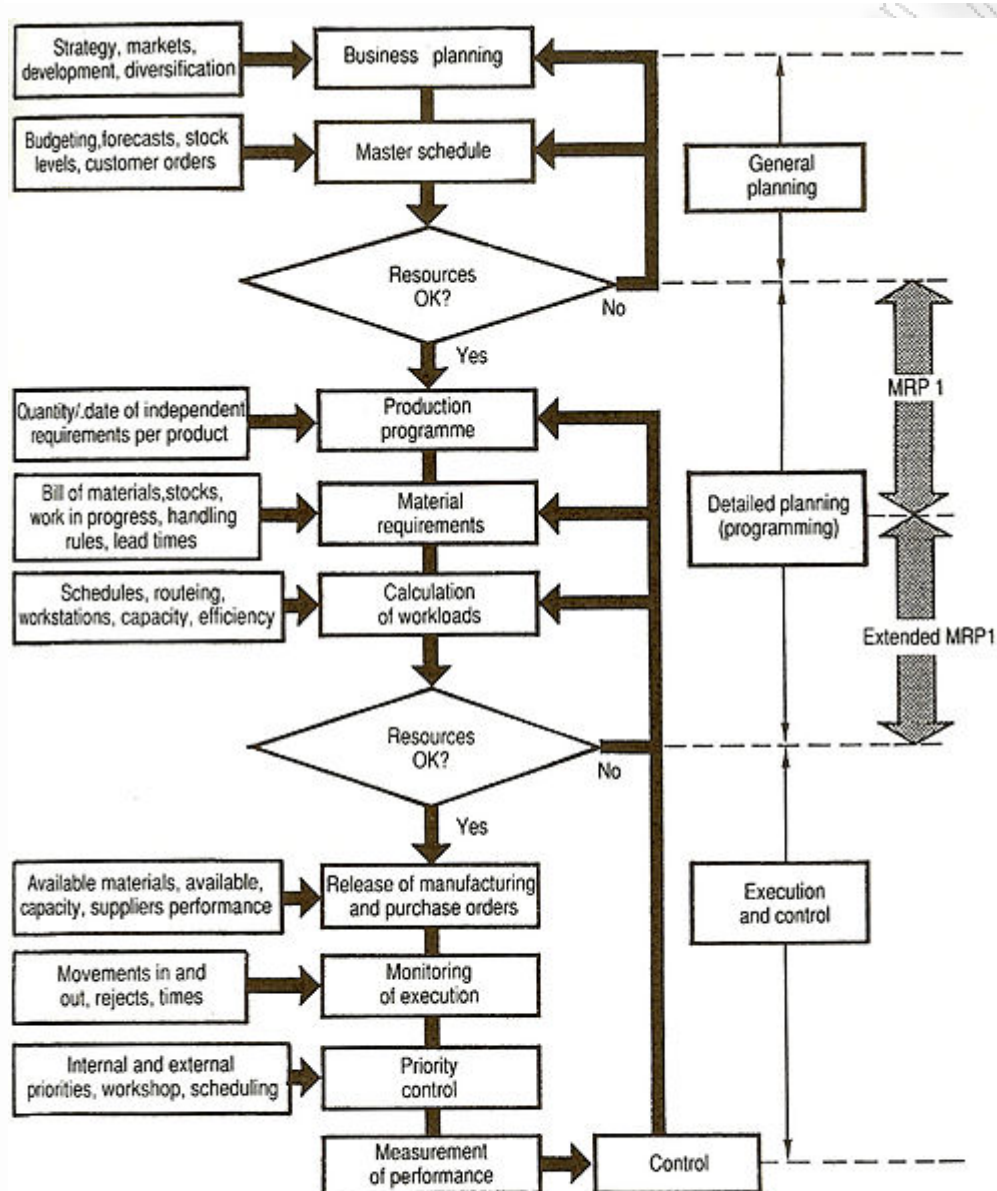 Strategy, markets,
development, diversification
Business planning
Budgeting,forecasts, stock
levels, customer orders
Master schedule
General
planning
Resources
OK?
No
Yes
MRP 1
Quantity/.date of independent
requirements per product
Production
programme
Bill of materials,stocks,
work in progress, handling
rules, lead times
Material
requirements
Detailed planning
(programming)
Schedules, routeing,
workstations, capacity, efficiency
Calculation
of workloads
Extended MRP1
Resources
OK?
No
Yes
Available materials, available,
capacity, suppliers performance
Release of manufacturing
and purchase orders
Execution
and control
Movements in and
out, rejects, times
Monitoring
of execution
Internal and external
priorities, workshop, scheduling
Priority
control
Measurement
of performance
Control